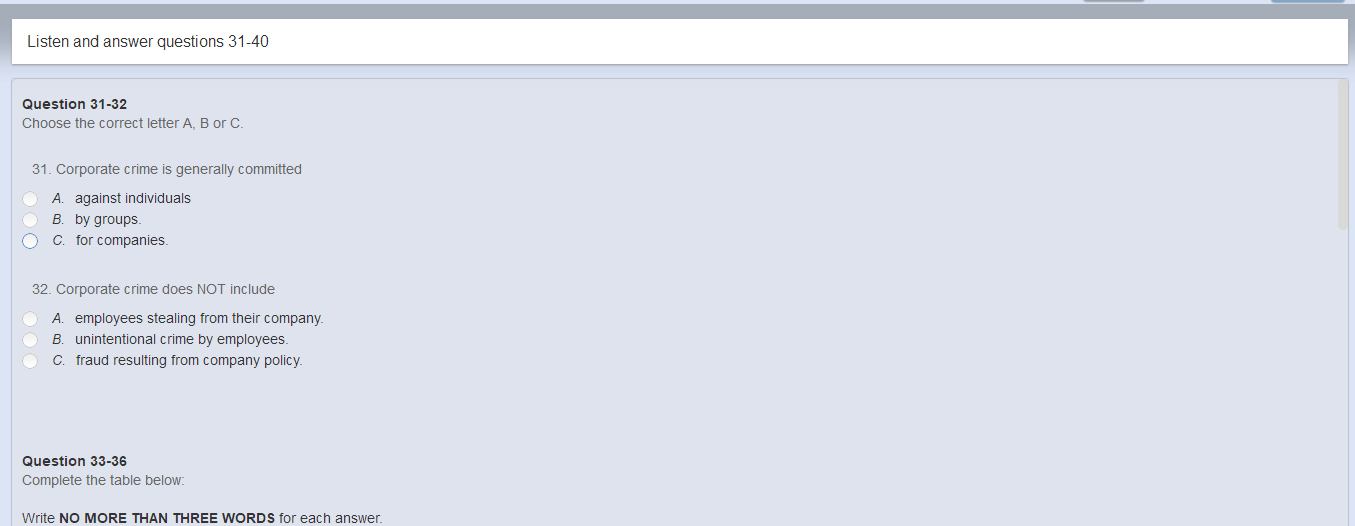 Listen and answer questions 31-40
Question 31-32
Choose the correct letter A, B or C.
31. Corporate crime is generally committed
A. against individuals
B. by groups.
C. for companies.
32. Corporate crime does NOT include
A. employees stealing from their company.
B. unintentional crime by employees.
C. fraud resulting from company policy.
Question 33-36
Complete the table below:
Write NO MORE THAN THREE WORDS for each answer.